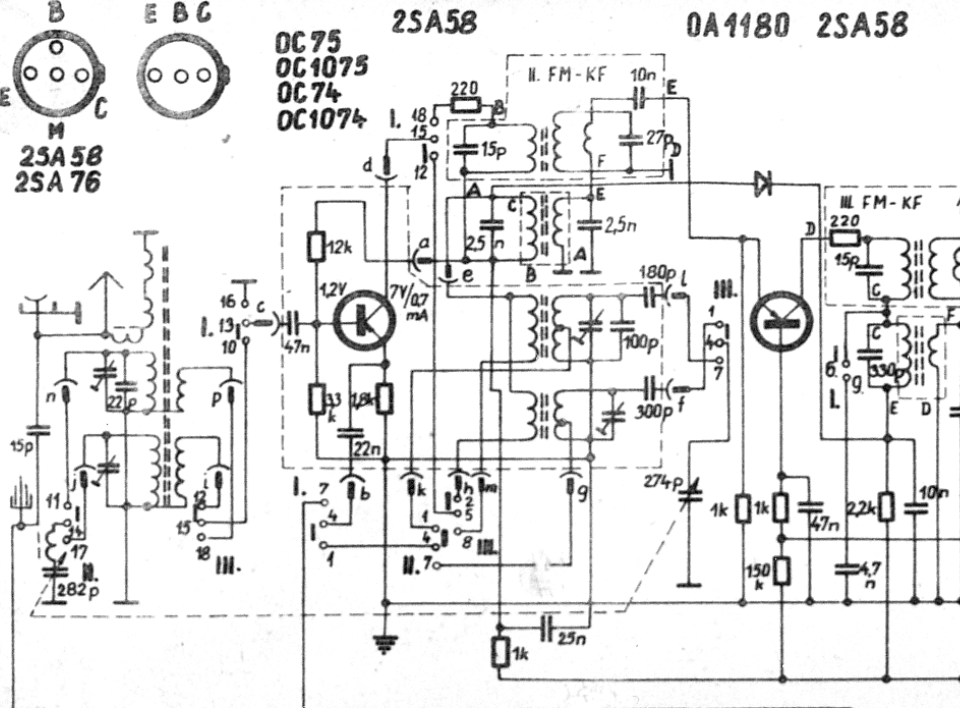 B
E B C
2SA58
OA1180 2SA58
OC75
OC1075
OC74
OC1074
E
C
M
2SA58
2SA76
II. FM-KF
10n
E
220
B
I.
18
15
12
15p
27p
D
d
F
A
E
C
2,5
n
2,5n
III. FM-KF
D
220
15p
C
12k
a
B
A
e
1,2V
7V/0,7
mA
180p
l
III.
1
4
7
16
I.
13
10
c
47n
100p
C
F
330p
6
9
I.
E
D
n
22
p
p
3,3
k
1,8k
22n
300p
f
15p
j
i
12
15
18
III.
11
14
17
II.
282p
I.
7
4
1
b
k
h
m
g
2
5
8
III.
1
4
II.
7
274p
1k
1k
47n
2,2k
10n
150
k
4,7
n
25n
1k